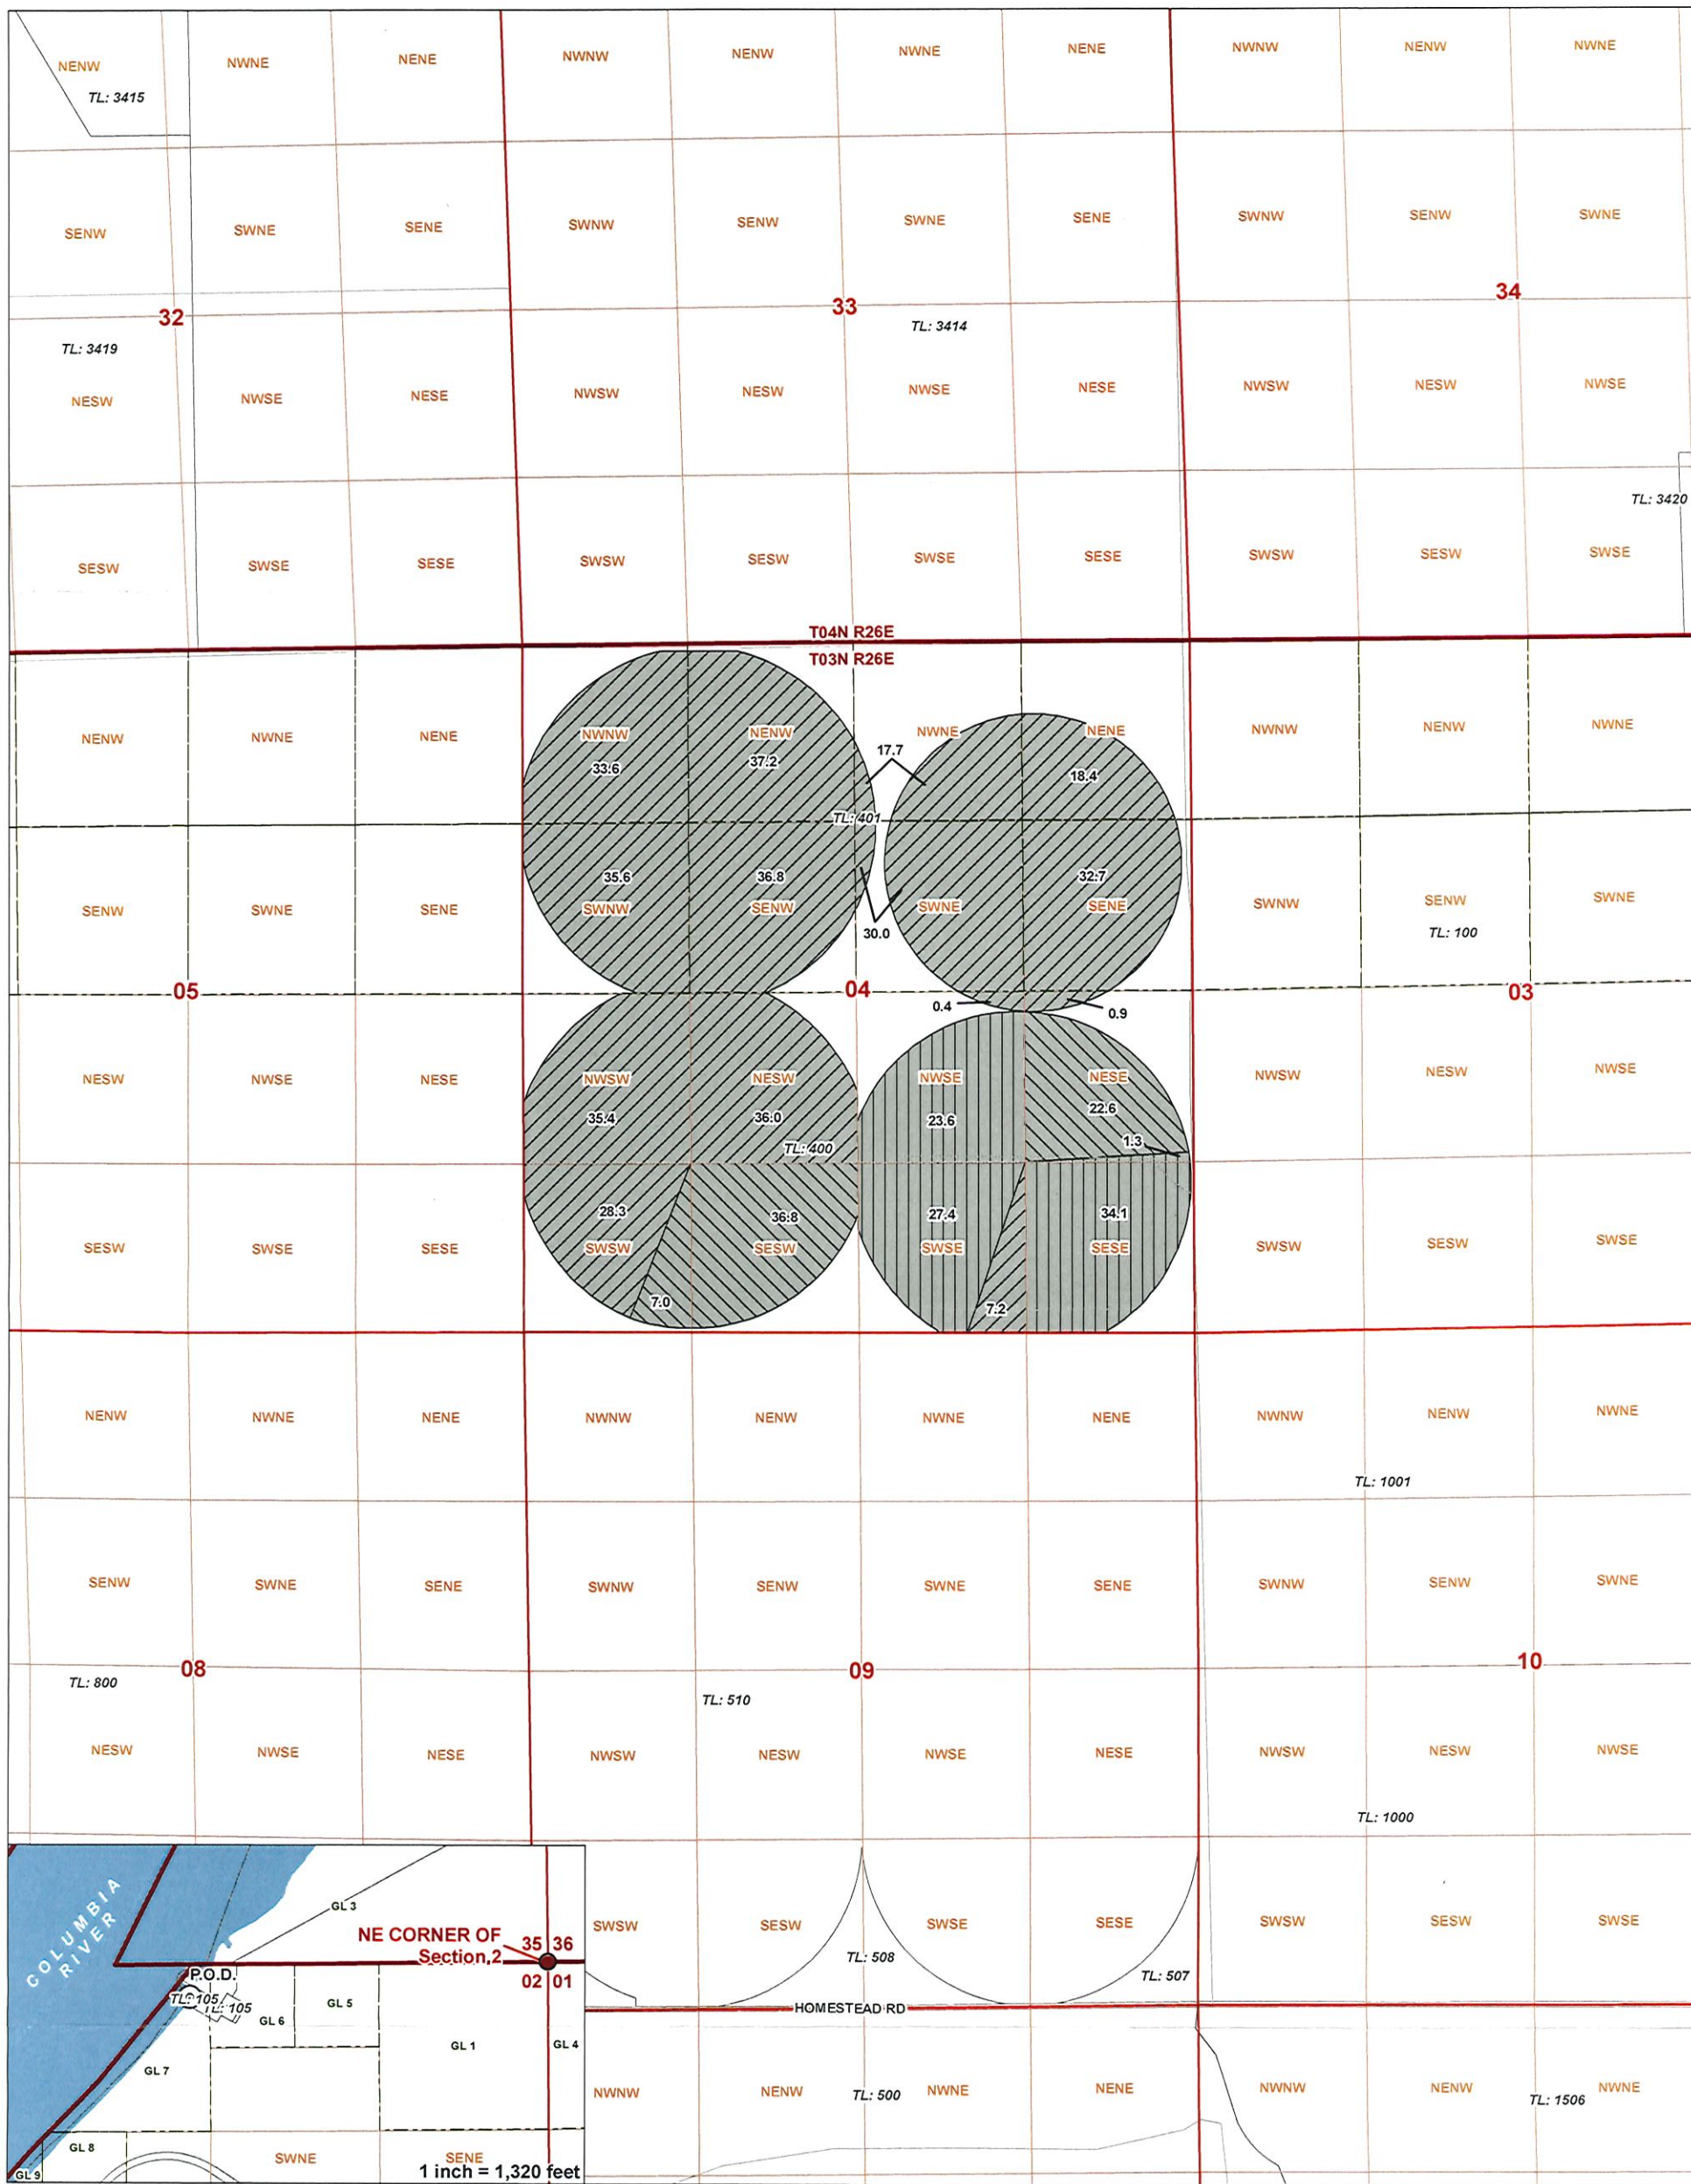 NENW NWNE NENE NWNW NENW NWNE NENE NWNW NENW NWNE
TL: 3415
SENW SWNE SENE SWNW SENW SWNE SENE SWNW SENW SWNE
32 33 34
TL: 3419 TL: 3414
NESW NWSE NESE NWSW NESW NWSE NESE NWSW NESW NWSE
TL: 3420
SESW SWSE SESE SWSW SESW SWSE SESE SWSW SESW SWSE
T04N R26E
T03N R26E
NENW NWNE NENE NWNW NENW NWNE NENE NWNW NENW NWNE
33.6 37.2 17.7 18.4
TL: 401
35.6 36.8 32.7
SENW SWNE SENE SWNW SENW SWNE SENE SWNW SENW SWNE
30.0 TL: 100
05 04 03
0.4 0.9
NESW NWSE NESE NWSW NESW NWSE NESE NWSW NESW NWSE
35.4 36.0 23.6 22.6
TL: 400 1.3
28.3 36.8 27.4 34.1
SESW SWSE SESE SWSW SESW SWSE SESE SWSW SESW SWSE
7.0 7.2
NENW NWNE NENE NWNW NENW NWNE NENE NWNW NENW NWNE
TL: 1001
SENW SWNE SENE SWNW SENW SWNE SENE SWNW SENW SWNE
08 09 10
TL: 800 TL: 510
NESW NWSE NESE NWSW NESW NWSE NESE NWSW NESW NWSE
TL: 1000
SWSW SESW SWSE SESE SWSW SESW SWSE
TL: 508 TL: 507
HOMESTEAD RD
NWNW NENW NWNE NENE NWNW NENW NWNE
TL: 500 TL: 1506
COLUMBIA
RIVER
GL 3
NE CORNER OF
Section,2
35 36
02 01
P.O.D.
TL: 105 TL: 105
GL 6 GL 5
GL 7 GL 1 GL 4
GL 8
SWNE SENE
GL 9
1 inch = 1,320 feet